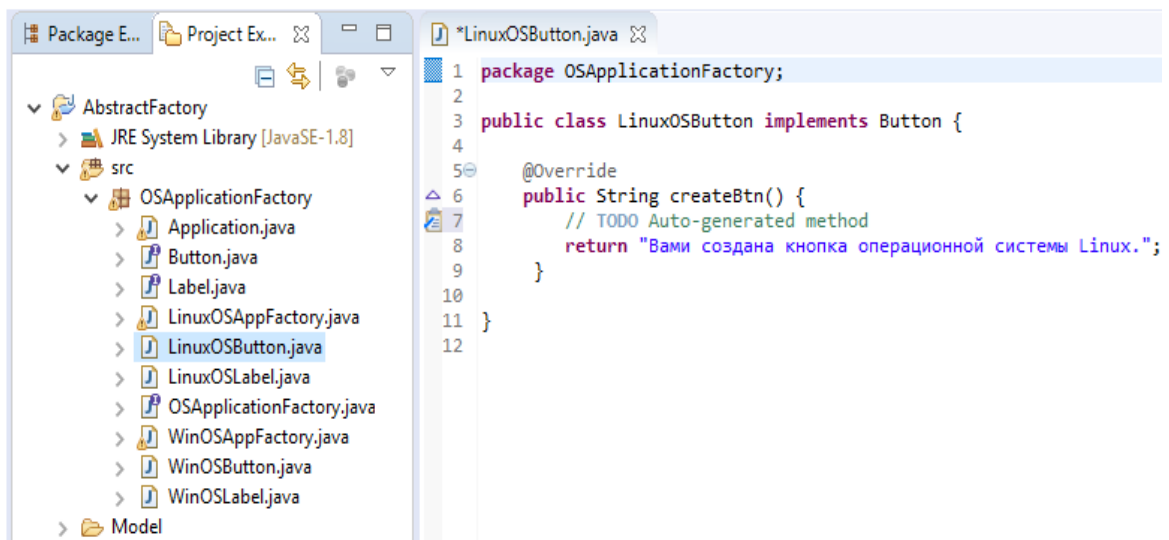 Package E...
Project Ex...
AbstractFactory
JRE System Library [JavaSE-1.8]
src
OSApplicationFactory
Application.java
Button.java
Label.java
LinuxOSAppFactory.java
LinuxOSButton.java
LinuxOSLabel.java
OSApplicationFactory.java
WinOSAppFactory.java
WinOSButton.java
WinOSLabel.java
Model
*LinuxOSButton.java
1 package OSApplicationFactory;
2
3 public class LinuxOSButton implements Button {
4
5 @Override
6 public String createBtn() {
7 // TODO Auto-generated method
8 return "Вами создана кнопка операционной системы Linux.";
9 }
10
11 }
12